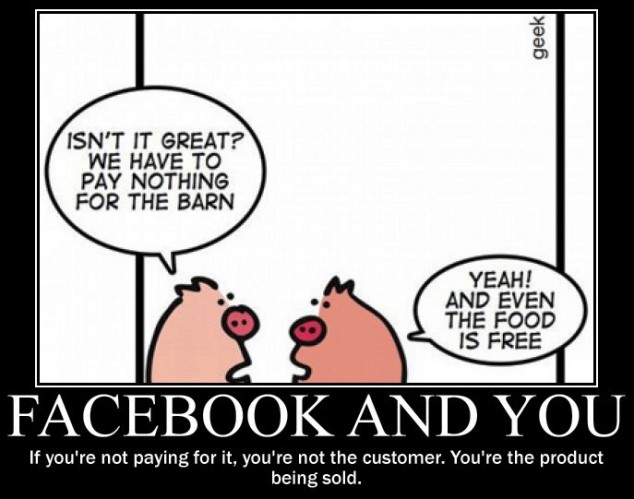 geek
ISN'T IT GREAT?
WE HAVE TO
PAY NOTHING
FOR THE BARN
YEAH!
AND EVEN
THE FOOD
IS FREE
FACEBOOK AND YOU
If you're not paying for it, you're not the customer. You're the product
being sold.